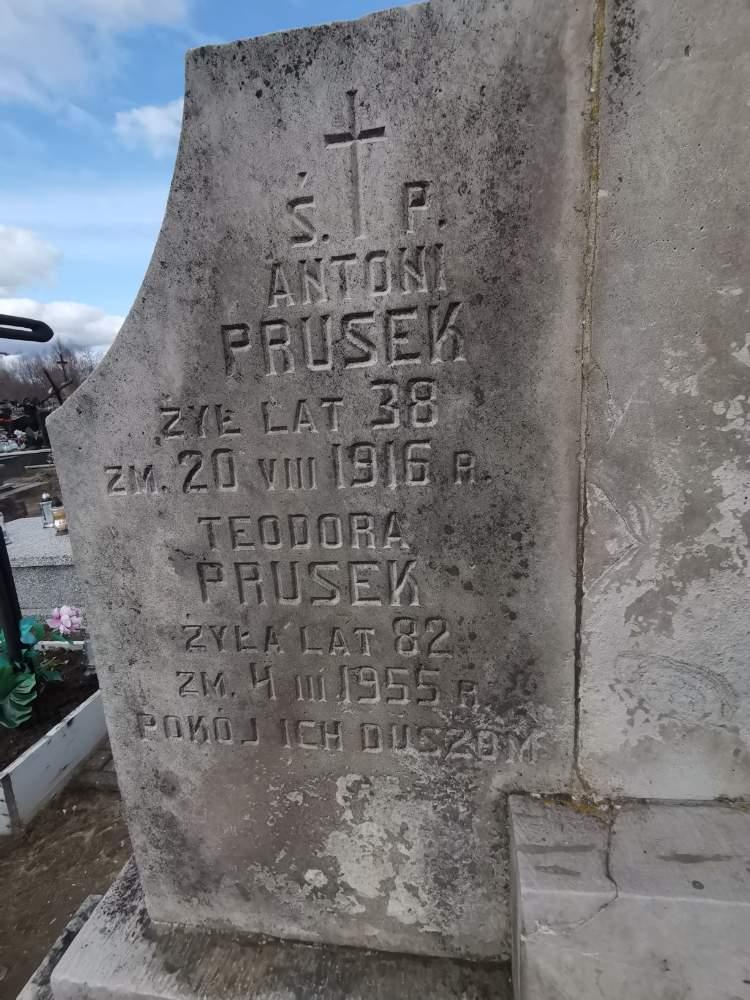 Ś. P.
ANTONI
PRUSEK
ŻYŁ LAT 38
ZM. 20 VIII 1916 R.
TEODORA
PRUSEK
ŻYŁA LAT 82
ZM. 4 III 1955 R
POKÓJ ICH DUSZOM